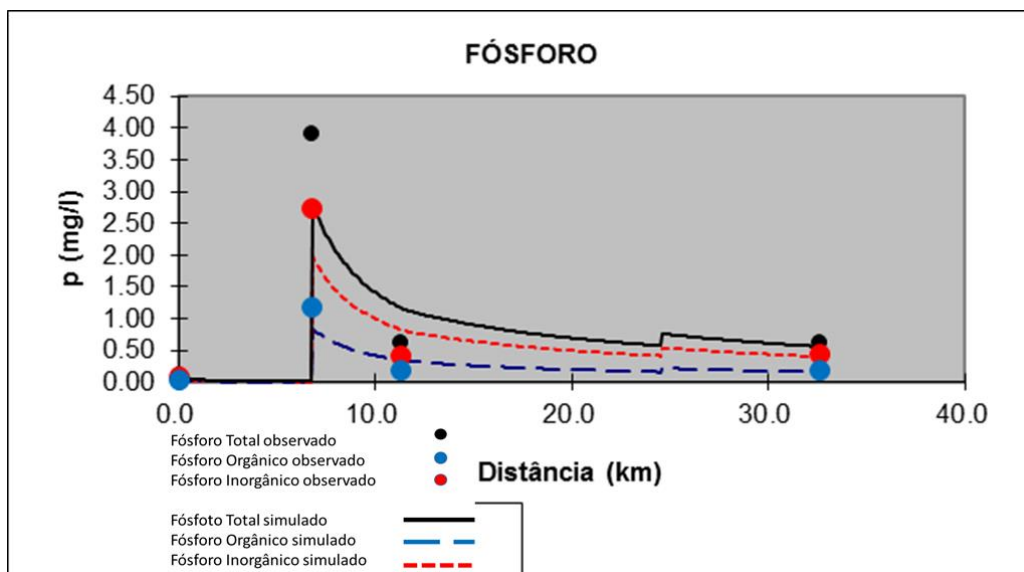 FÓSFORO
p (mg/l)
4.50
4.00
3.50
3.00
2.50
2.00
1.50
1.00
0.50
0.00
0.0 10.0 20.0 30.0 40.0
Distância (km)
Fósforo Total observado
Fósforo Orgânico observado
Fósforo Inorgânico observado
Fósfoto Total simulado
Fósforo Orgânico simulado
Fósforo Inorgânico simulado